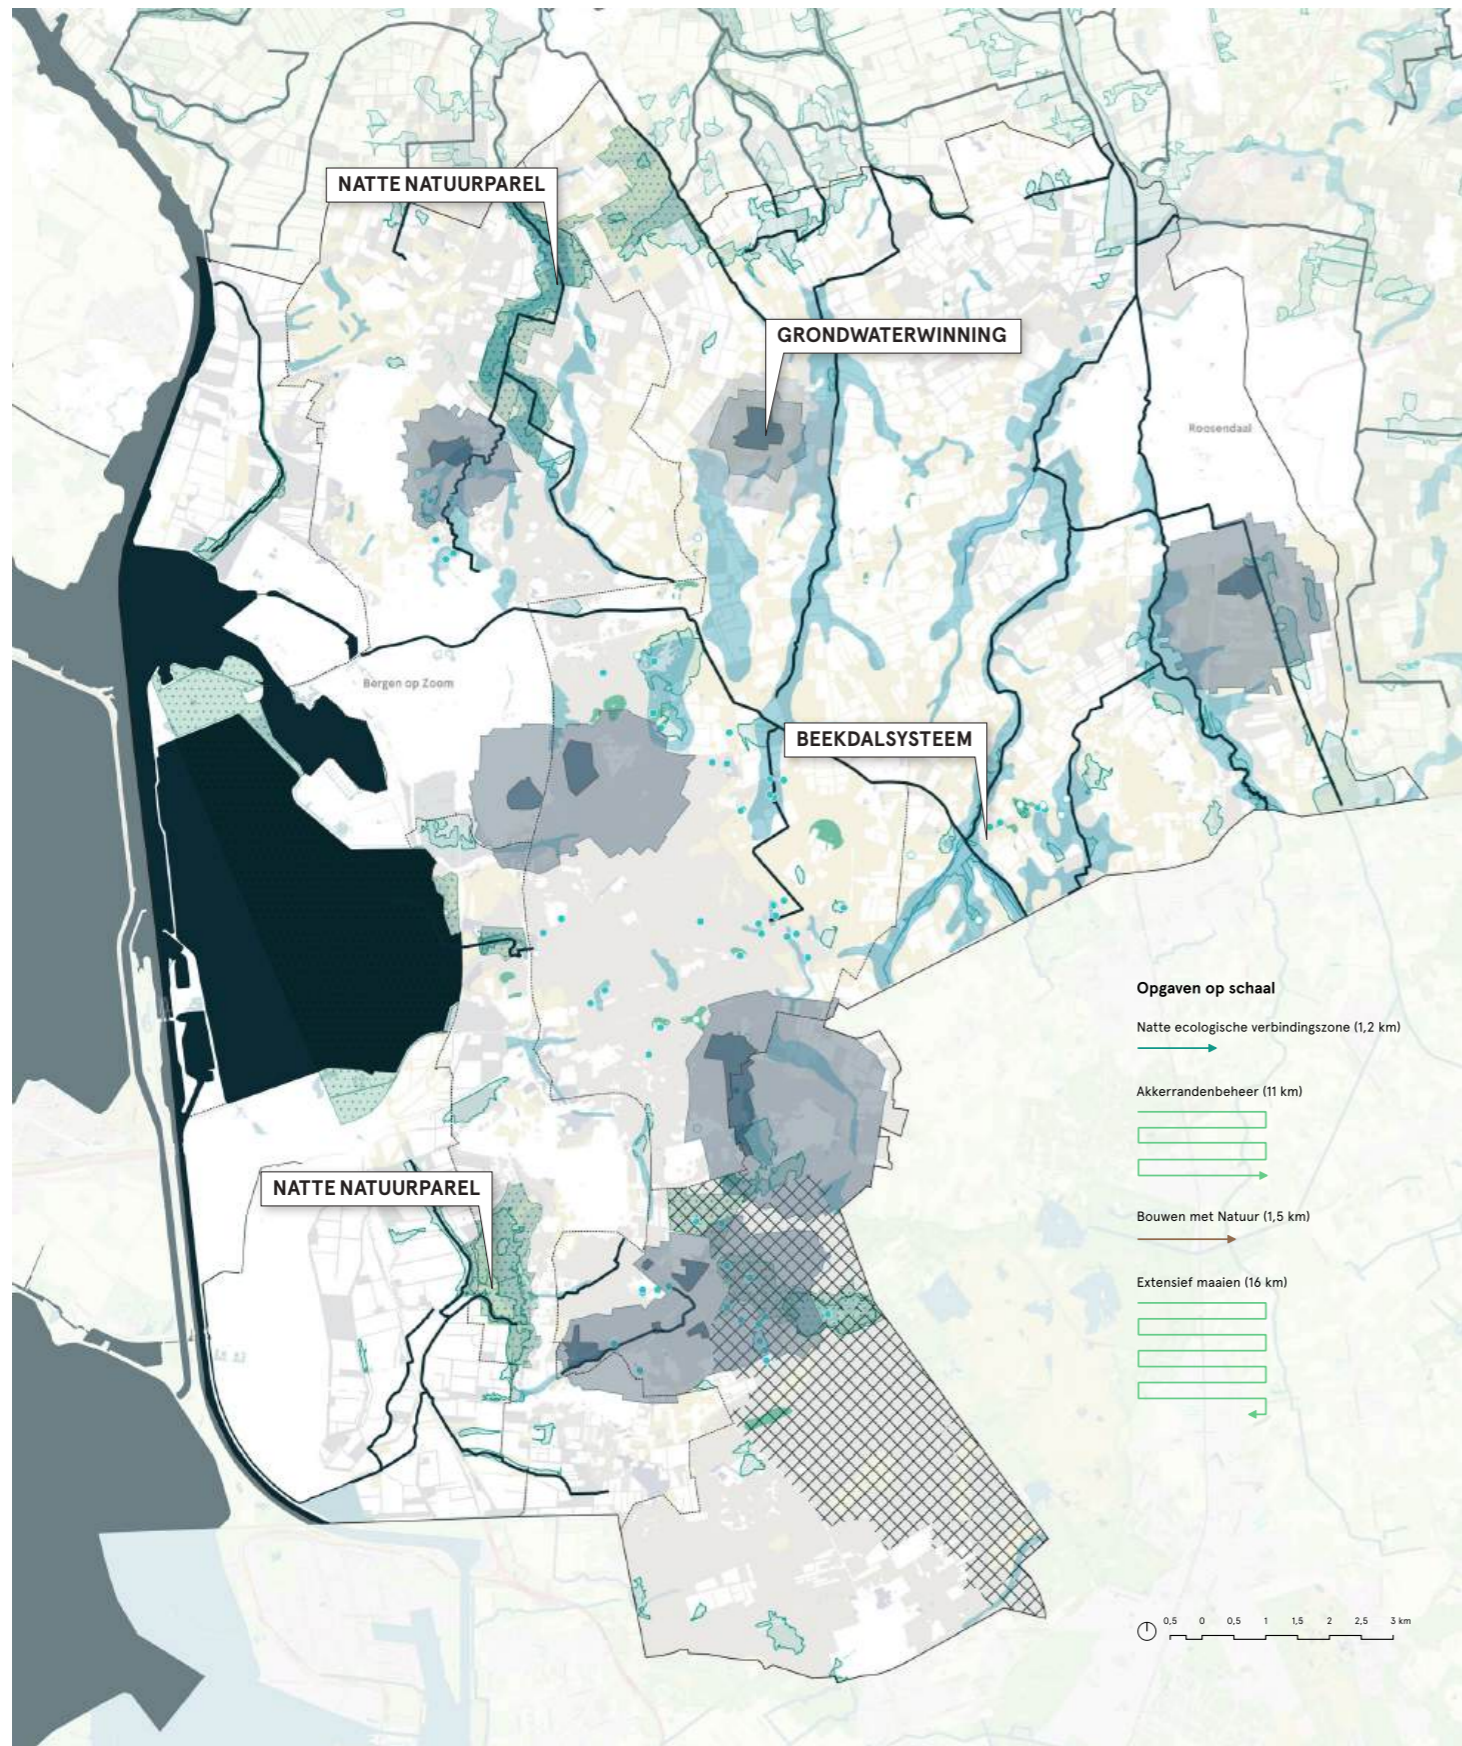 NATTE NATUURPAREL
GRONDWATERWINNING
Roosendaal
Bergen op Zoom
BEEKDALSYSTEEM
NATTE NATUURPAREL
Opgaven op schaal
Natte ecologische verbindingszone (1,2 km)
Akkerrandenbeheer (11 km)
Bouwen met Natuur (1,5 km)
Extensief maaien (16 km)
0,5 0 0,5 1 1,5 2 2,5 3 km